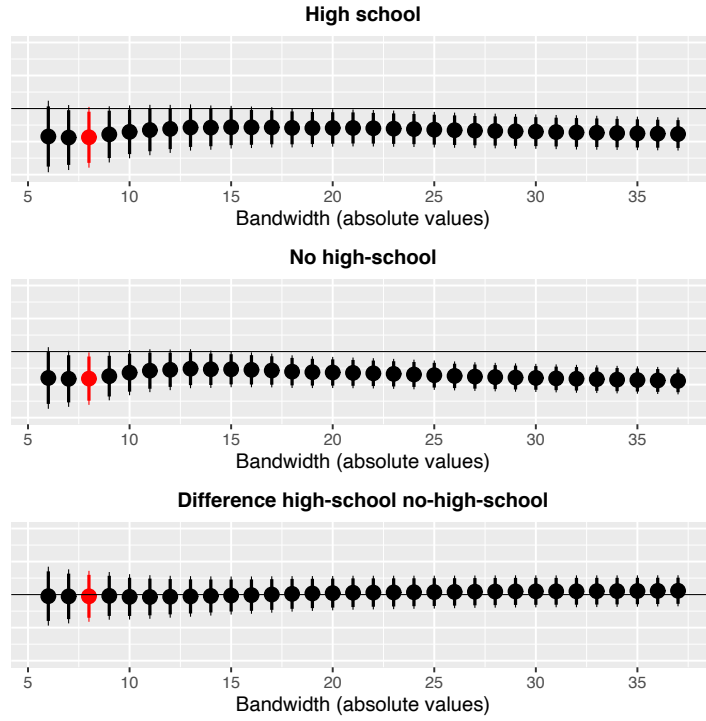 High school
5 10 15 20 25 30 35
Bandwidth (absolute values)
No high-school
5 10 15 20 25 30 35
Bandwidth (absolute values)
Difference high-school no-high-school
5 10 15 20 25 30 35
Bandwidth (absolute values)